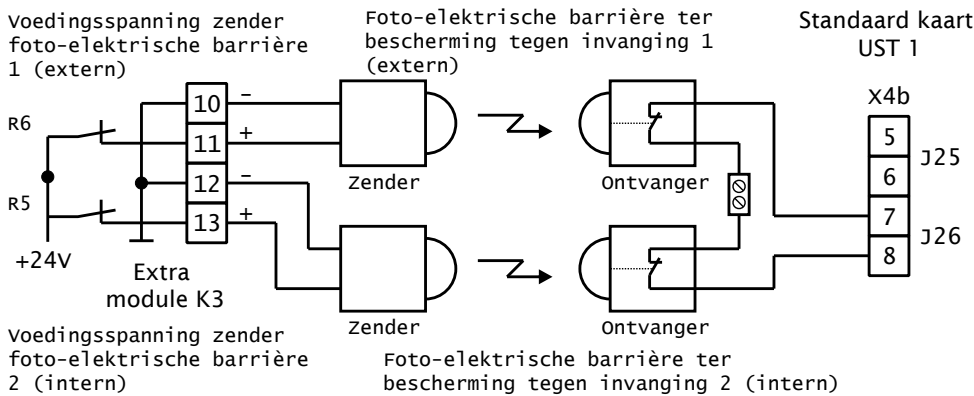 Voedingsspanning zender
foto-elektrische barrière
1 (extern)
Foto-elektrische barrière ter
bescherming tegen invanging 1
(extern)
Standaard kaart
UST 1
X4b
R6
R5
+24V
10
11
12
13
-
+
-
+
Extra
module K3
Zender
Ontvanger
Zender
Ontvanger
5
6
7
8
J25
J26
Voedingsspanning zender
foto-elektrische barrière
2 (intern)
Foto-elektrische barrière ter
bescherming tegen invanging 2 (intern)